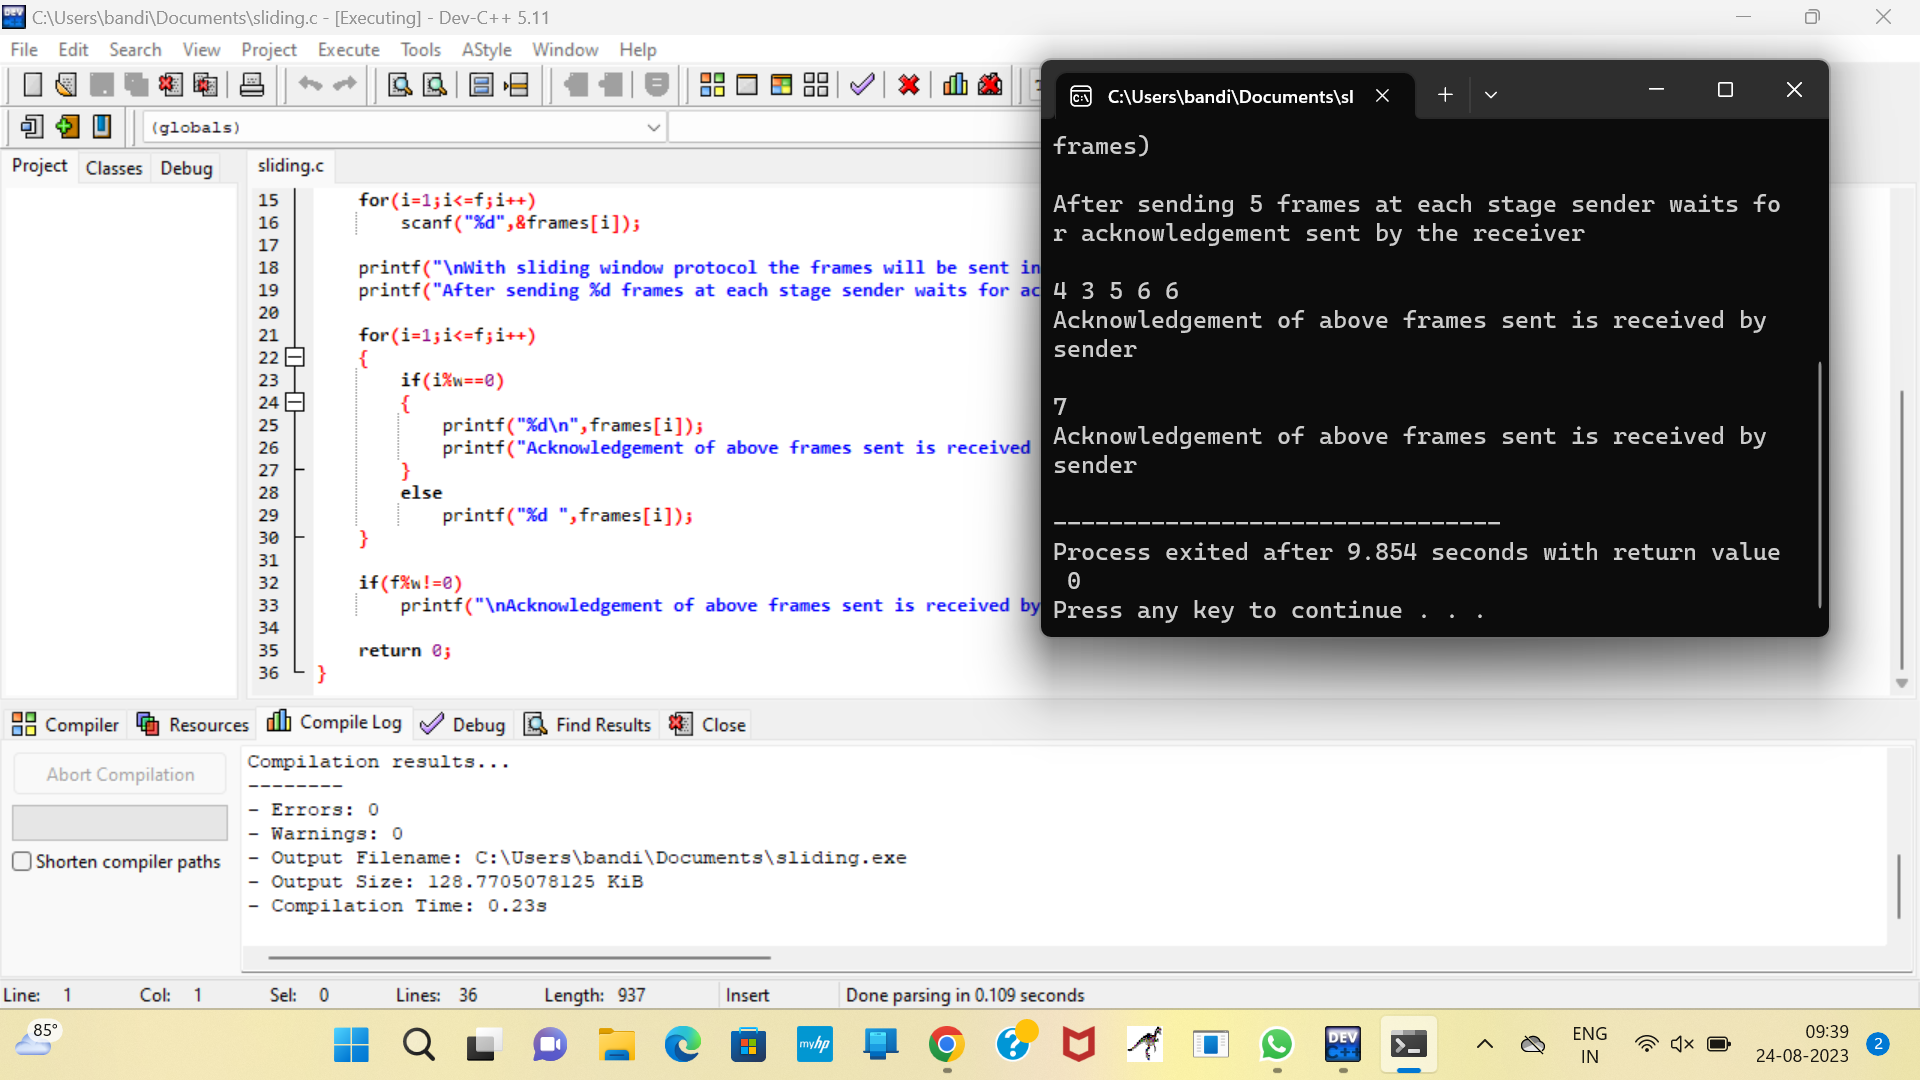 C:\Users\bandi\Documents\sliding.c - [Executing] - Dev-C++ 5.11
File Edit Search View Project Execute Tools AStyle Window Help
(globals)
Project Classes Debug
sliding.c
15 for(i=1;i<=f;i++)
16 scanf("%d",&frames[i]);
17
18 printf("\nWith sliding window protocol the frames will be sent in
19 printf("After sending %d frames at each stage sender waits for ac
20
21 for(i=1;i<=f;i++)
22 {
23 if(i%w==0)
24 {
25 printf("%d\n",frames[i]);
26 printf("Acknowledgement of above frames sent is received
27 }
28 else
29 printf("%d ",frames[i]);
30 }
31
32 if(f%w!=0)
33 printf("\nAcknowledgement of above frames sent is received by
34
35 return 0;
36 }
C:\Users\bandi\Documents\sl
frames)
After sending 5 frames at each stage sender waits fo
r acknowledgement sent by the receiver
4 3 5 6 6
Acknowledgement of above frames sent is received by
sender
7
Acknowledgement of above frames sent is received by
sender
--------------------------------
Process exited after 9.854 seconds with return value
0
Press any key to continue . . .
Compiler Resources Compile Log Debug Find Results Close
Abort Compilation
Shorten compiler paths
Compilation results...
--------
- Errors: 0
- Warnings: 0
- Output Filename: C:\Users\bandi\Documents\sliding.exe
- Output Size: 128.7705078125 KiB
- Compilation Time: 0.23s
Line: 1 Col: 1 Sel: 0 Lines: 36 Length: 937 Insert Done parsing in 0.109 seconds
85°
myhp
DEV
C++
ENG
IN
09:39
24-08-2023
2